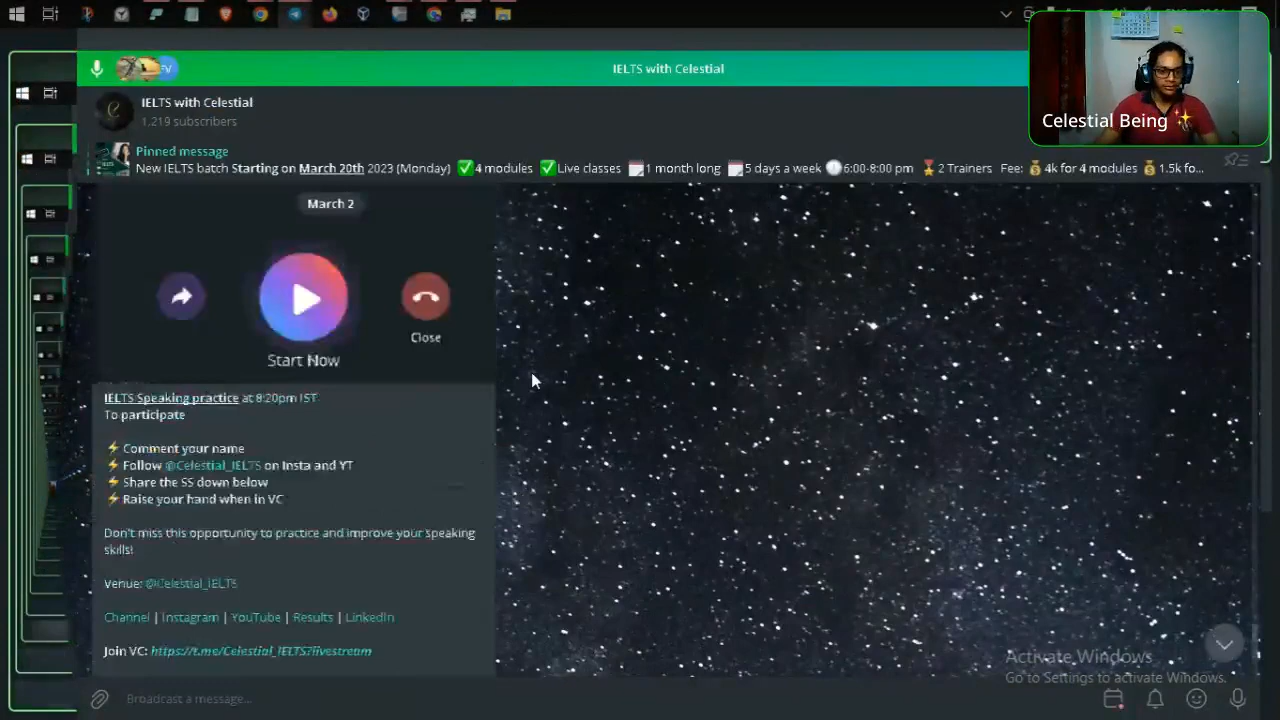 IELTS with Celestial
IELTS with Celestial
1,219 subscribers
Pinned message
New IELTS batch Starting on March 20th 2023 (Monday) ✅4 modules ✅Live classes 🗓1 month long 🗓5 days a week 🕕6:00-8:00 pm 🎖2 Trainers Fee: 💰4k for 4 modules 💰1.5k fo...
Celestial Being ✨
March 2
Close
Start Now
IELTS Speaking practice at 8:20pm IST
To participate
⚡ Comment your name
⚡ Follow @Celestial_IELTS on Insta and YT
⚡ Share the SS down below
⚡ Raise your hand when in VC
Don't miss this opportunity to practice and improve your speaking
skills!
Venue: @Celestial_IELTS
Channel | Instagram | YouTube | Results | LinkedIn
Join VC: https://t.me/Celestial_IELTS?livestream
Activate Windows
Go to Settings to activate Windows.
Broadcast a message...